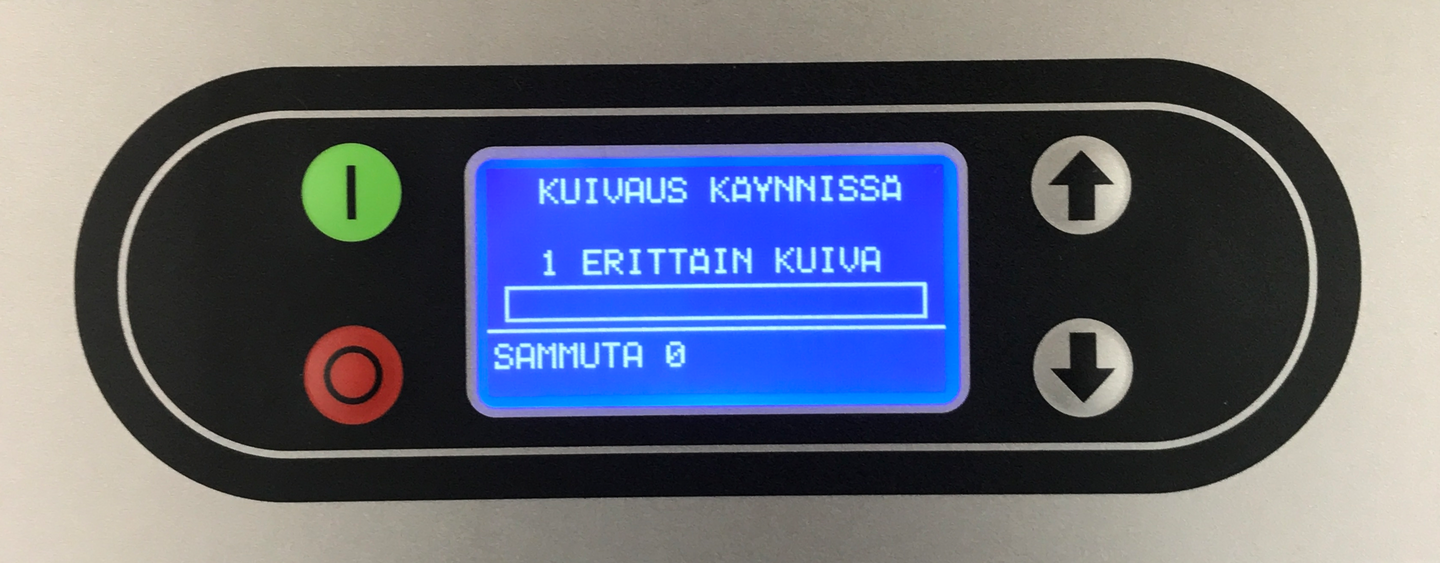 KUIVAUS KÄYNNISSÄ
1 ERITTÄIN KUIVA
SAMMUTA 0